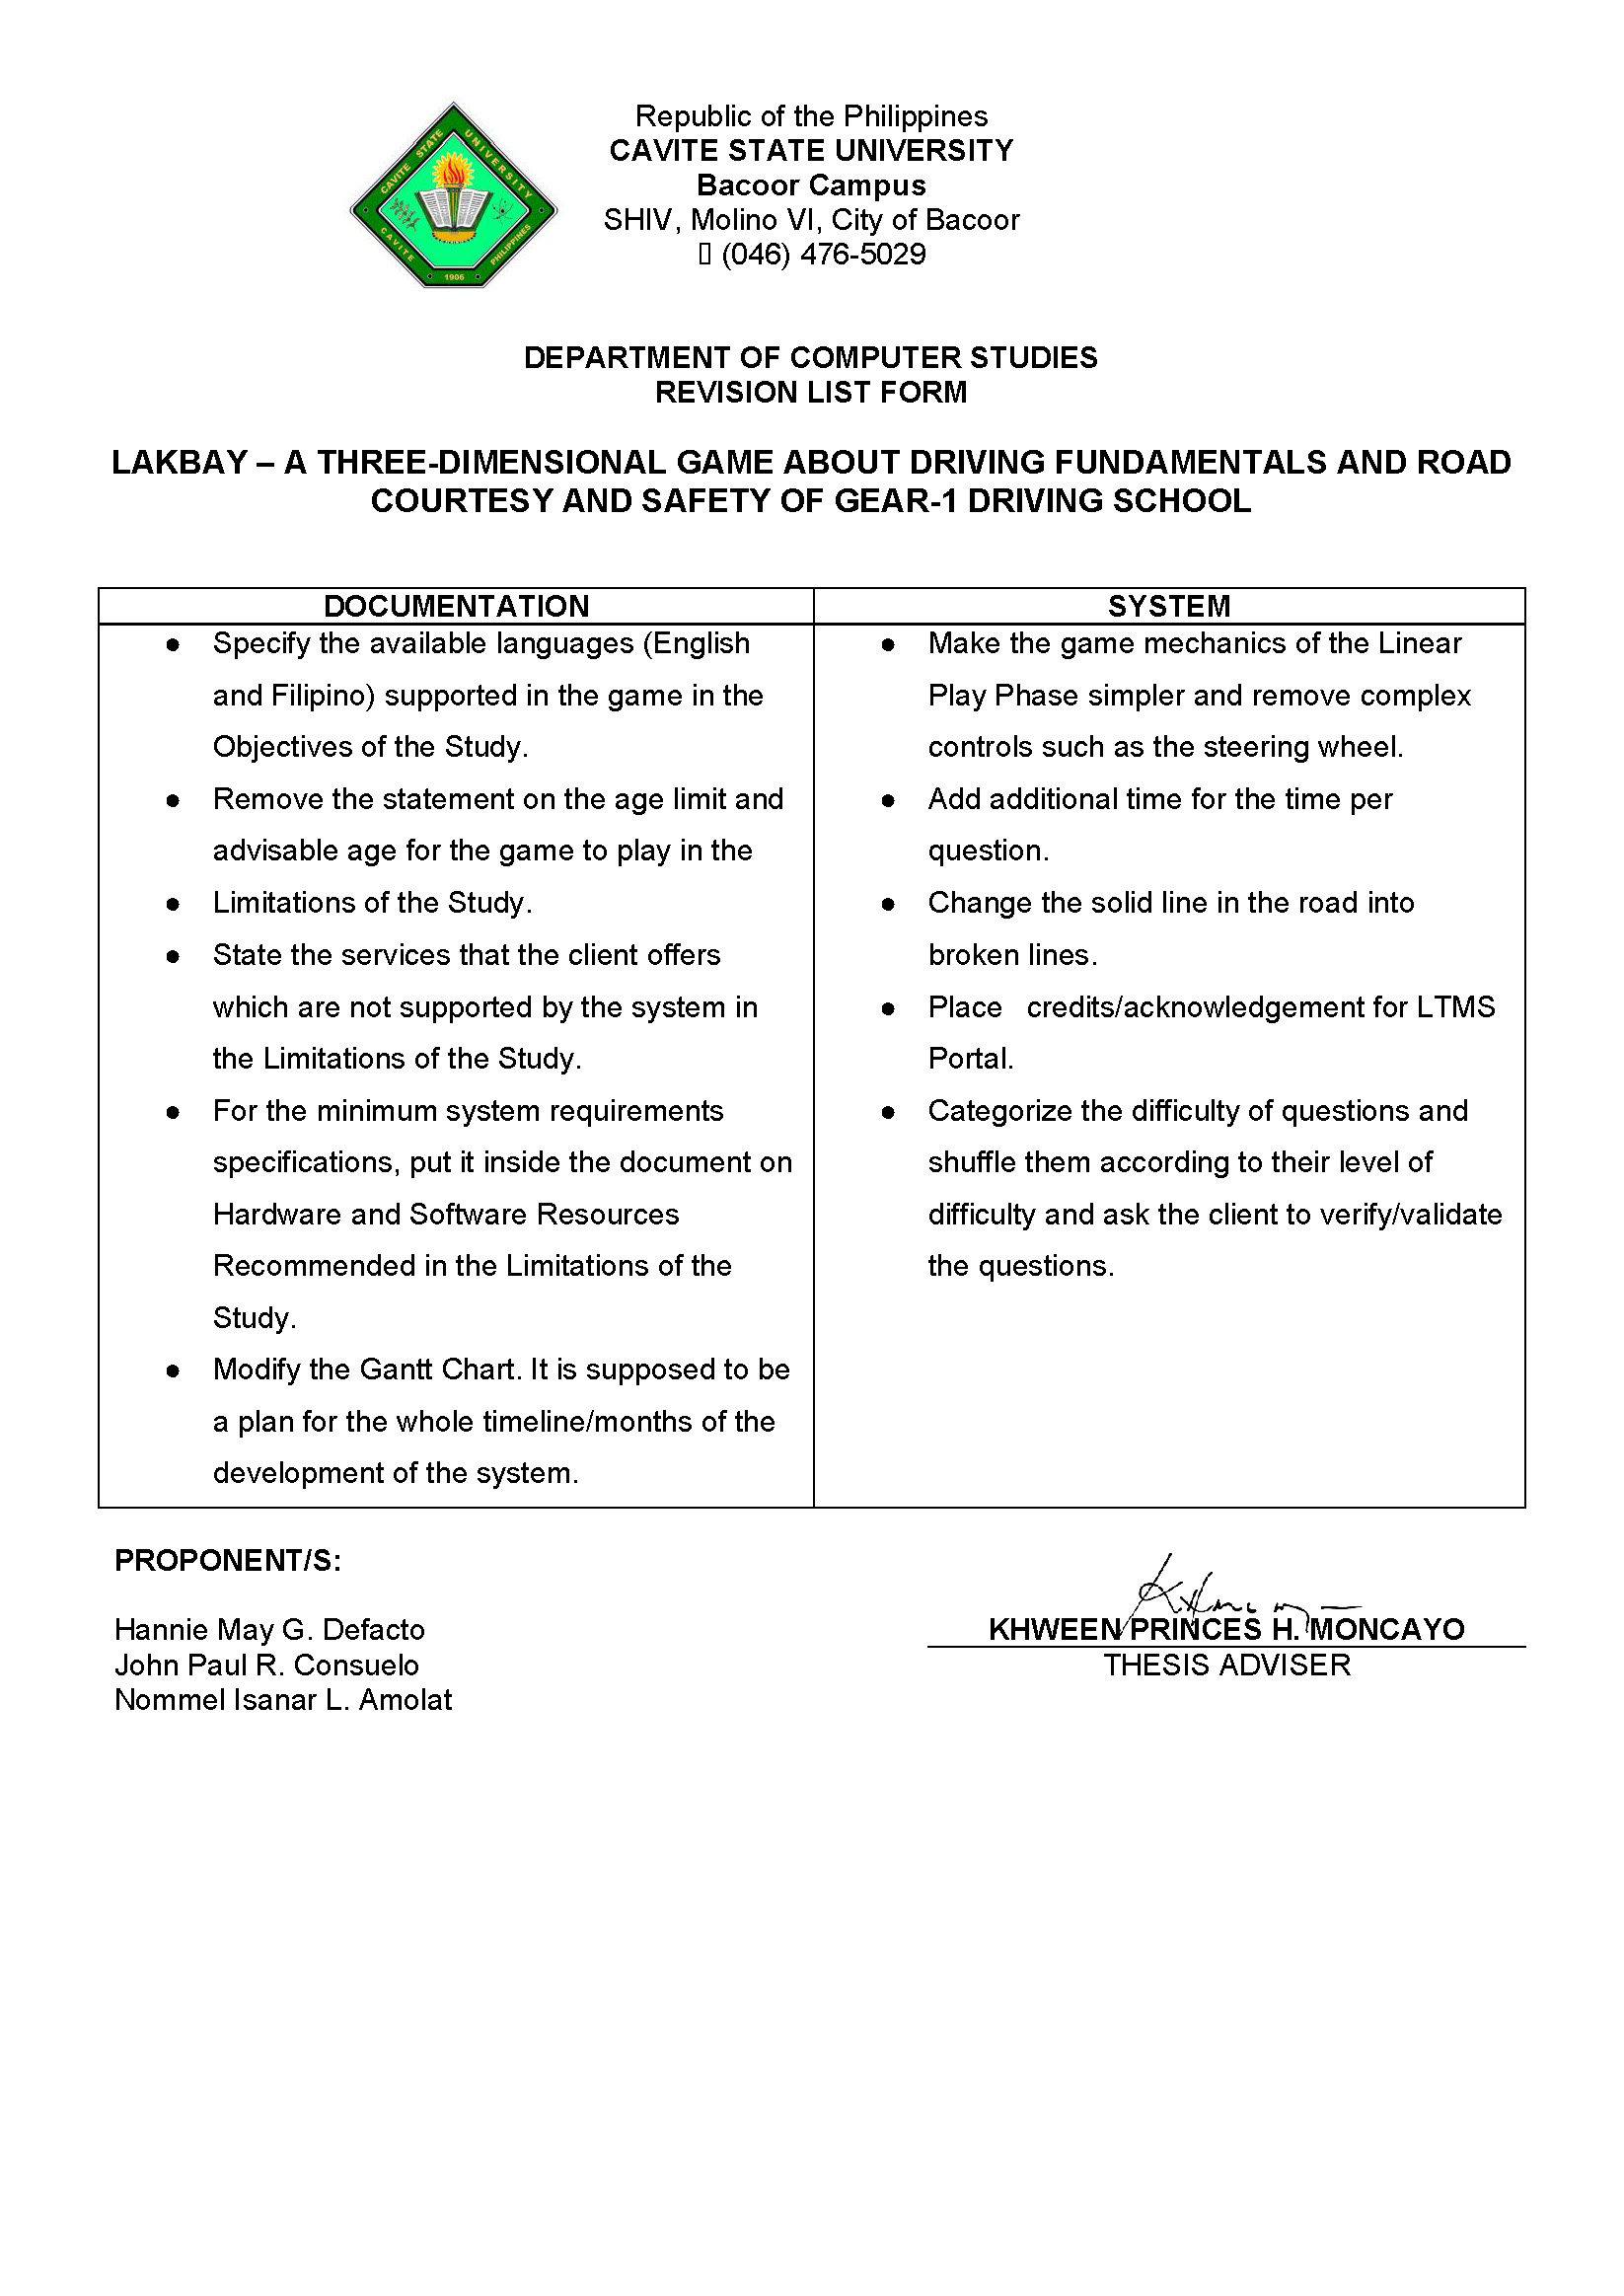 CAVITE STATE UNIVERSITY
CAVITE PHILIPPINES
1906
Republic of the Philippines
CAVITE STATE UNIVERSITY
Bacoor Campus
SHIV, Molino VI, City of Bacoor
(046) 476-5029
DEPARTMENT OF COMPUTER STUDIES
REVISION LIST FORM
LAKBAY – A THREE-DIMENSIONAL GAME ABOUT DRIVING FUNDAMENTALS AND ROAD
COURTESY AND SAFETY OF GEAR-1 DRIVING SCHOOL
DOCUMENTATION
● Specify the available languages (English
and Filipino) supported in the game in the
Objectives of the Study.
● Remove the statement on the age limit and
advisable age for the game to play in the
● Limitations of the Study.
● State the services that the client offers
which are not supported by the system in
the Limitations of the Study.
● For the minimum system requirements
specifications, put it inside the document on
Hardware and Software Resources
Recommended in the Limitations of the
Study.
● Modify the Gantt Chart. It is supposed to be
a plan for the whole timeline/months of the
development of the system.
SYSTEM
● Make the game mechanics of the Linear
Play Phase simpler and remove complex
controls such as the steering wheel.
● Add additional time for the time per
question.
● Change the solid line in the road into
broken lines.
● Place credits/acknowledgement for LTMS
Portal.
● Categorize the difficulty of questions and
shuffle them according to their level of
difficulty and ask the client to verify/validate
the questions.
PROPONENT/S:
Hannie May G. Defacto
John Paul R. Consuelo
Nommel Isanar L. Amolat
KHWEEN PRINCES H. MONCAYO
THESIS ADVISER